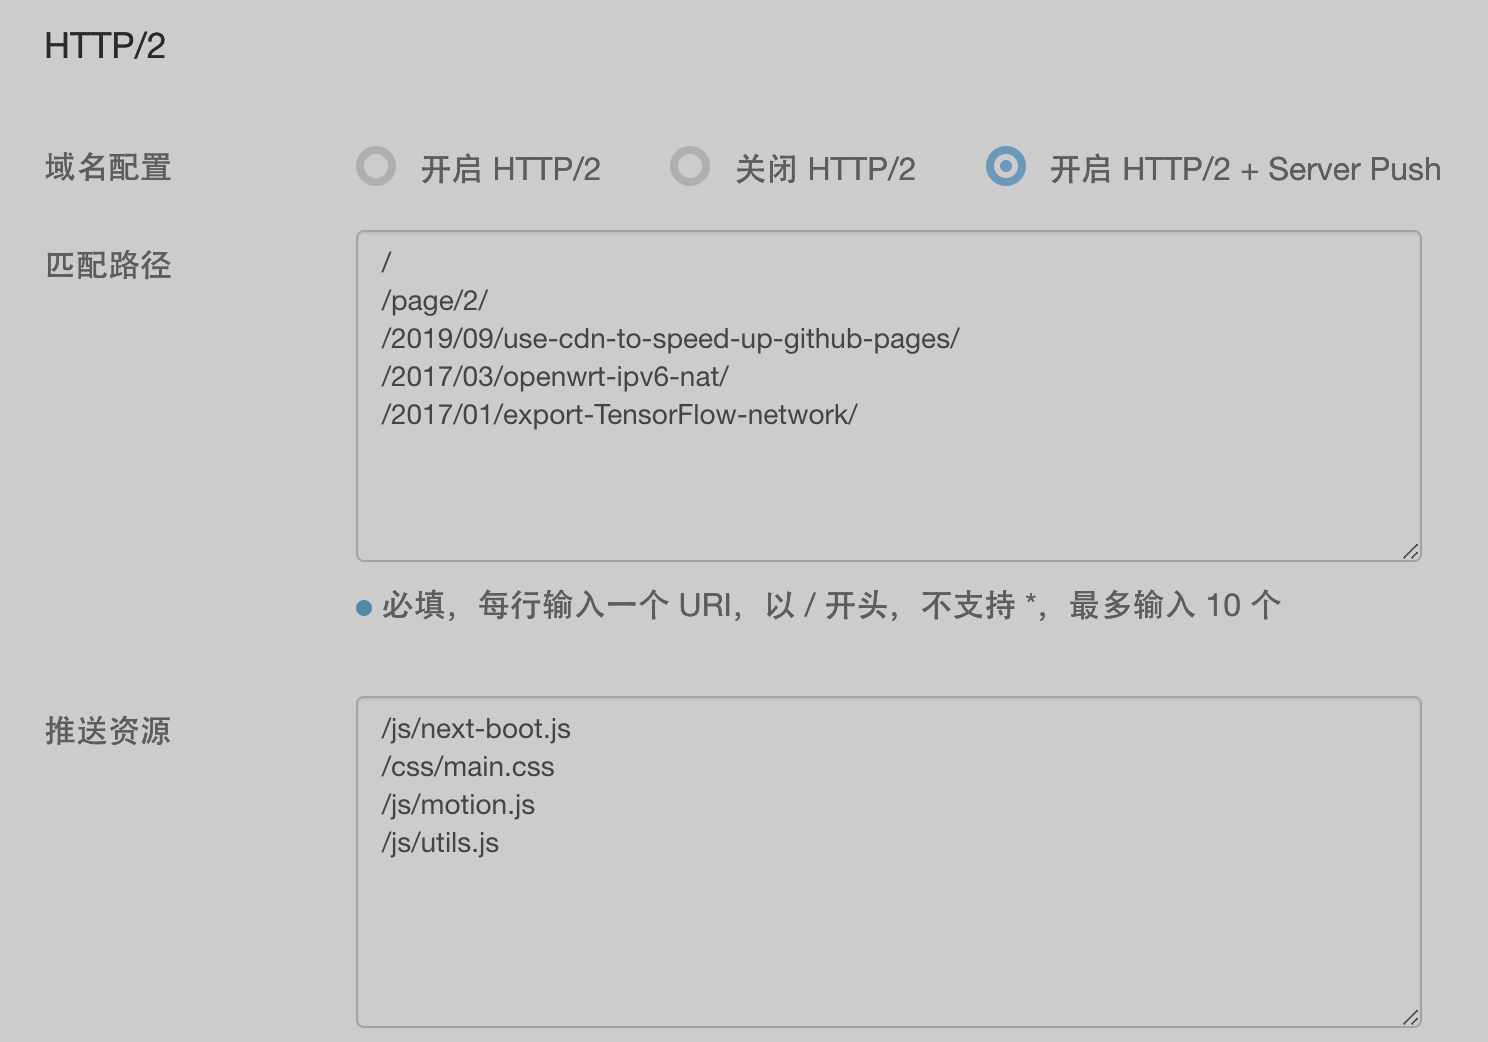 HTTP/2
域名配置 开启 HTTP/2 关闭 HTTP/2 开启 HTTP/2 + Server Push
匹配路径
/
/page/2/
/2019/09/use-cdn-to-speed-up-github-pages/
/2017/03/openwrt-ipv6-nat/
/2017/01/export-TensorFlow-network/
必填，每行输入一个 URI，以 / 开头，不支持 *，最多输入 10 个
推送资源
/js/next-boot.js
/css/main.css
/js/motion.js
/js/utils.js